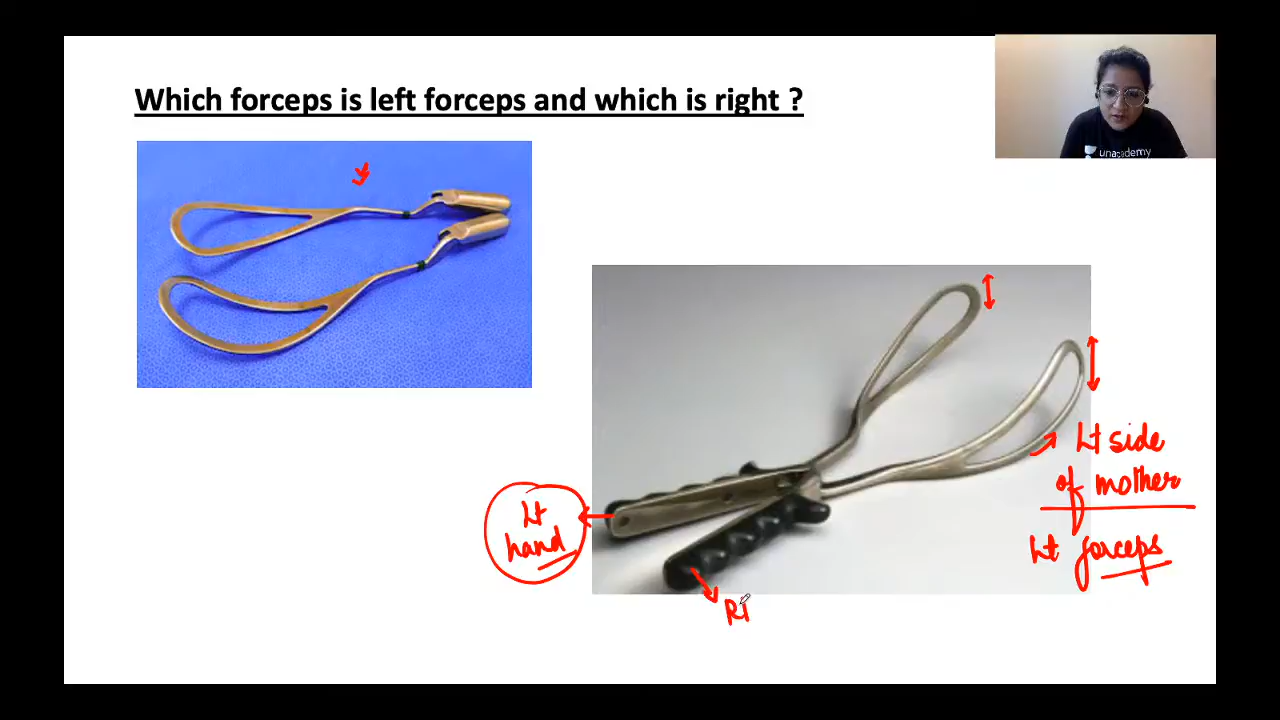 Which forceps is left forceps and which is right ?
unacademy
Lt side
of mother
Lt forceps
Lt
hand
Rt